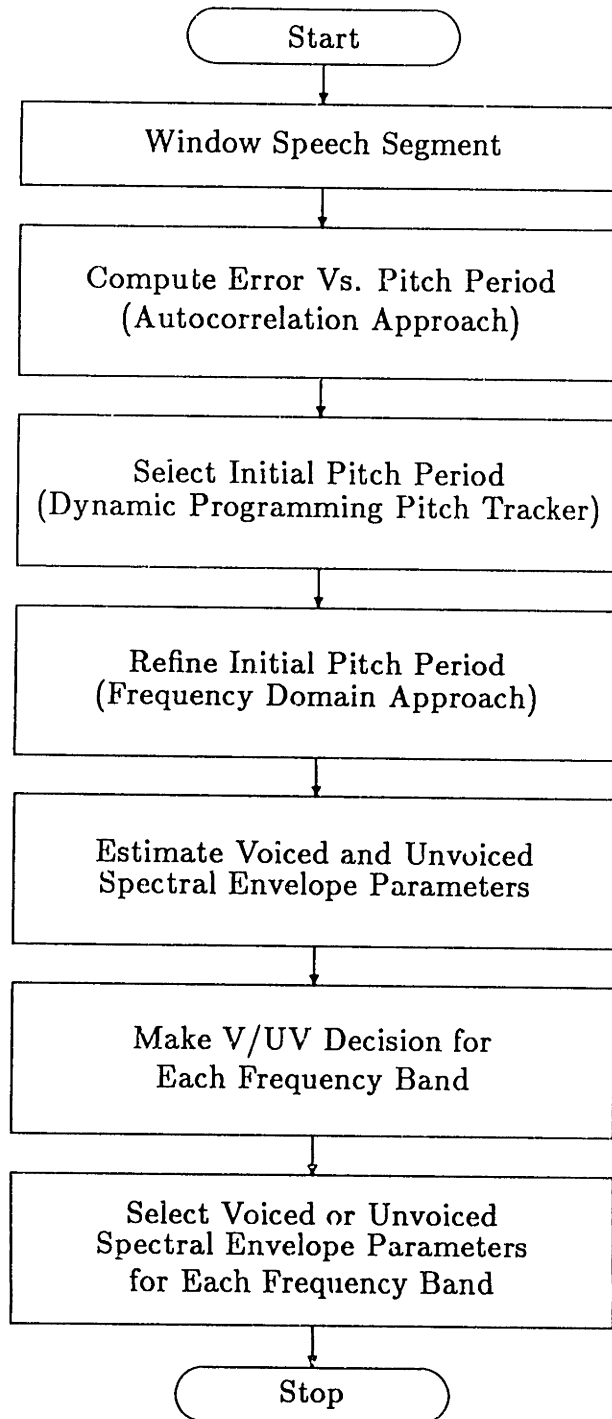 Start
Window Speech Segment
Compute Error Vs. Pitch Period
(Autocorrelation Approach)
Select Initial Pitch Period
(Dynamic Programming Pitch Tracker)
Refine Initial Pitch Period
(Frequency Domain Approach)
Estimate Voiced and Unvoiced
Spectral Envelope Parameters
Make V/UV Decision for
Each Frequency Band
Select Voiced or Unvoiced
Spectral Envelope Parameters
for Each Frequency Band
Stop